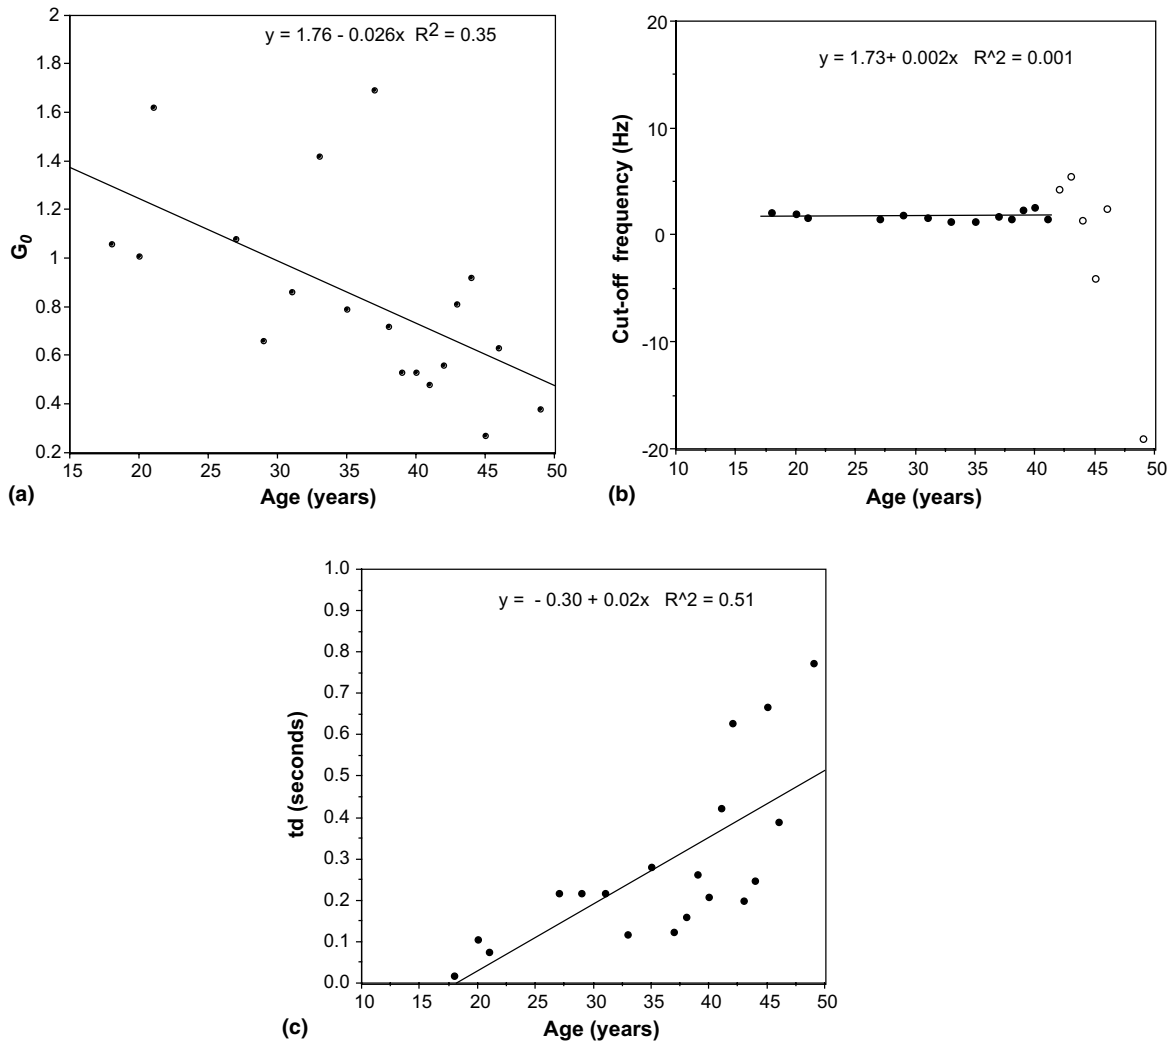 y = 1.76 - 0.026x R2 = 0.35
2
1.8
1.6
1.4
1.2
1
0.8
0.6
0.4
0.2
G0
15 20 25 30 35 40 45 50
Age (years)
(a)
y = 1.73+ 0.002x R^2 = 0.001
20
10
0
-10
-20
Cut-off frequency (Hz)
10 15 20 25 30 35 40 45 50
Age (years)
(b)
y = - 0.30 + 0.02x R^2 = 0.51
1.0
0.9
0.8
0.7
0.6
0.5
0.4
0.3
0.2
0.1
0.0
td (seconds)
10 15 20 25 30 35 40 45 50
Age (years)
(c)